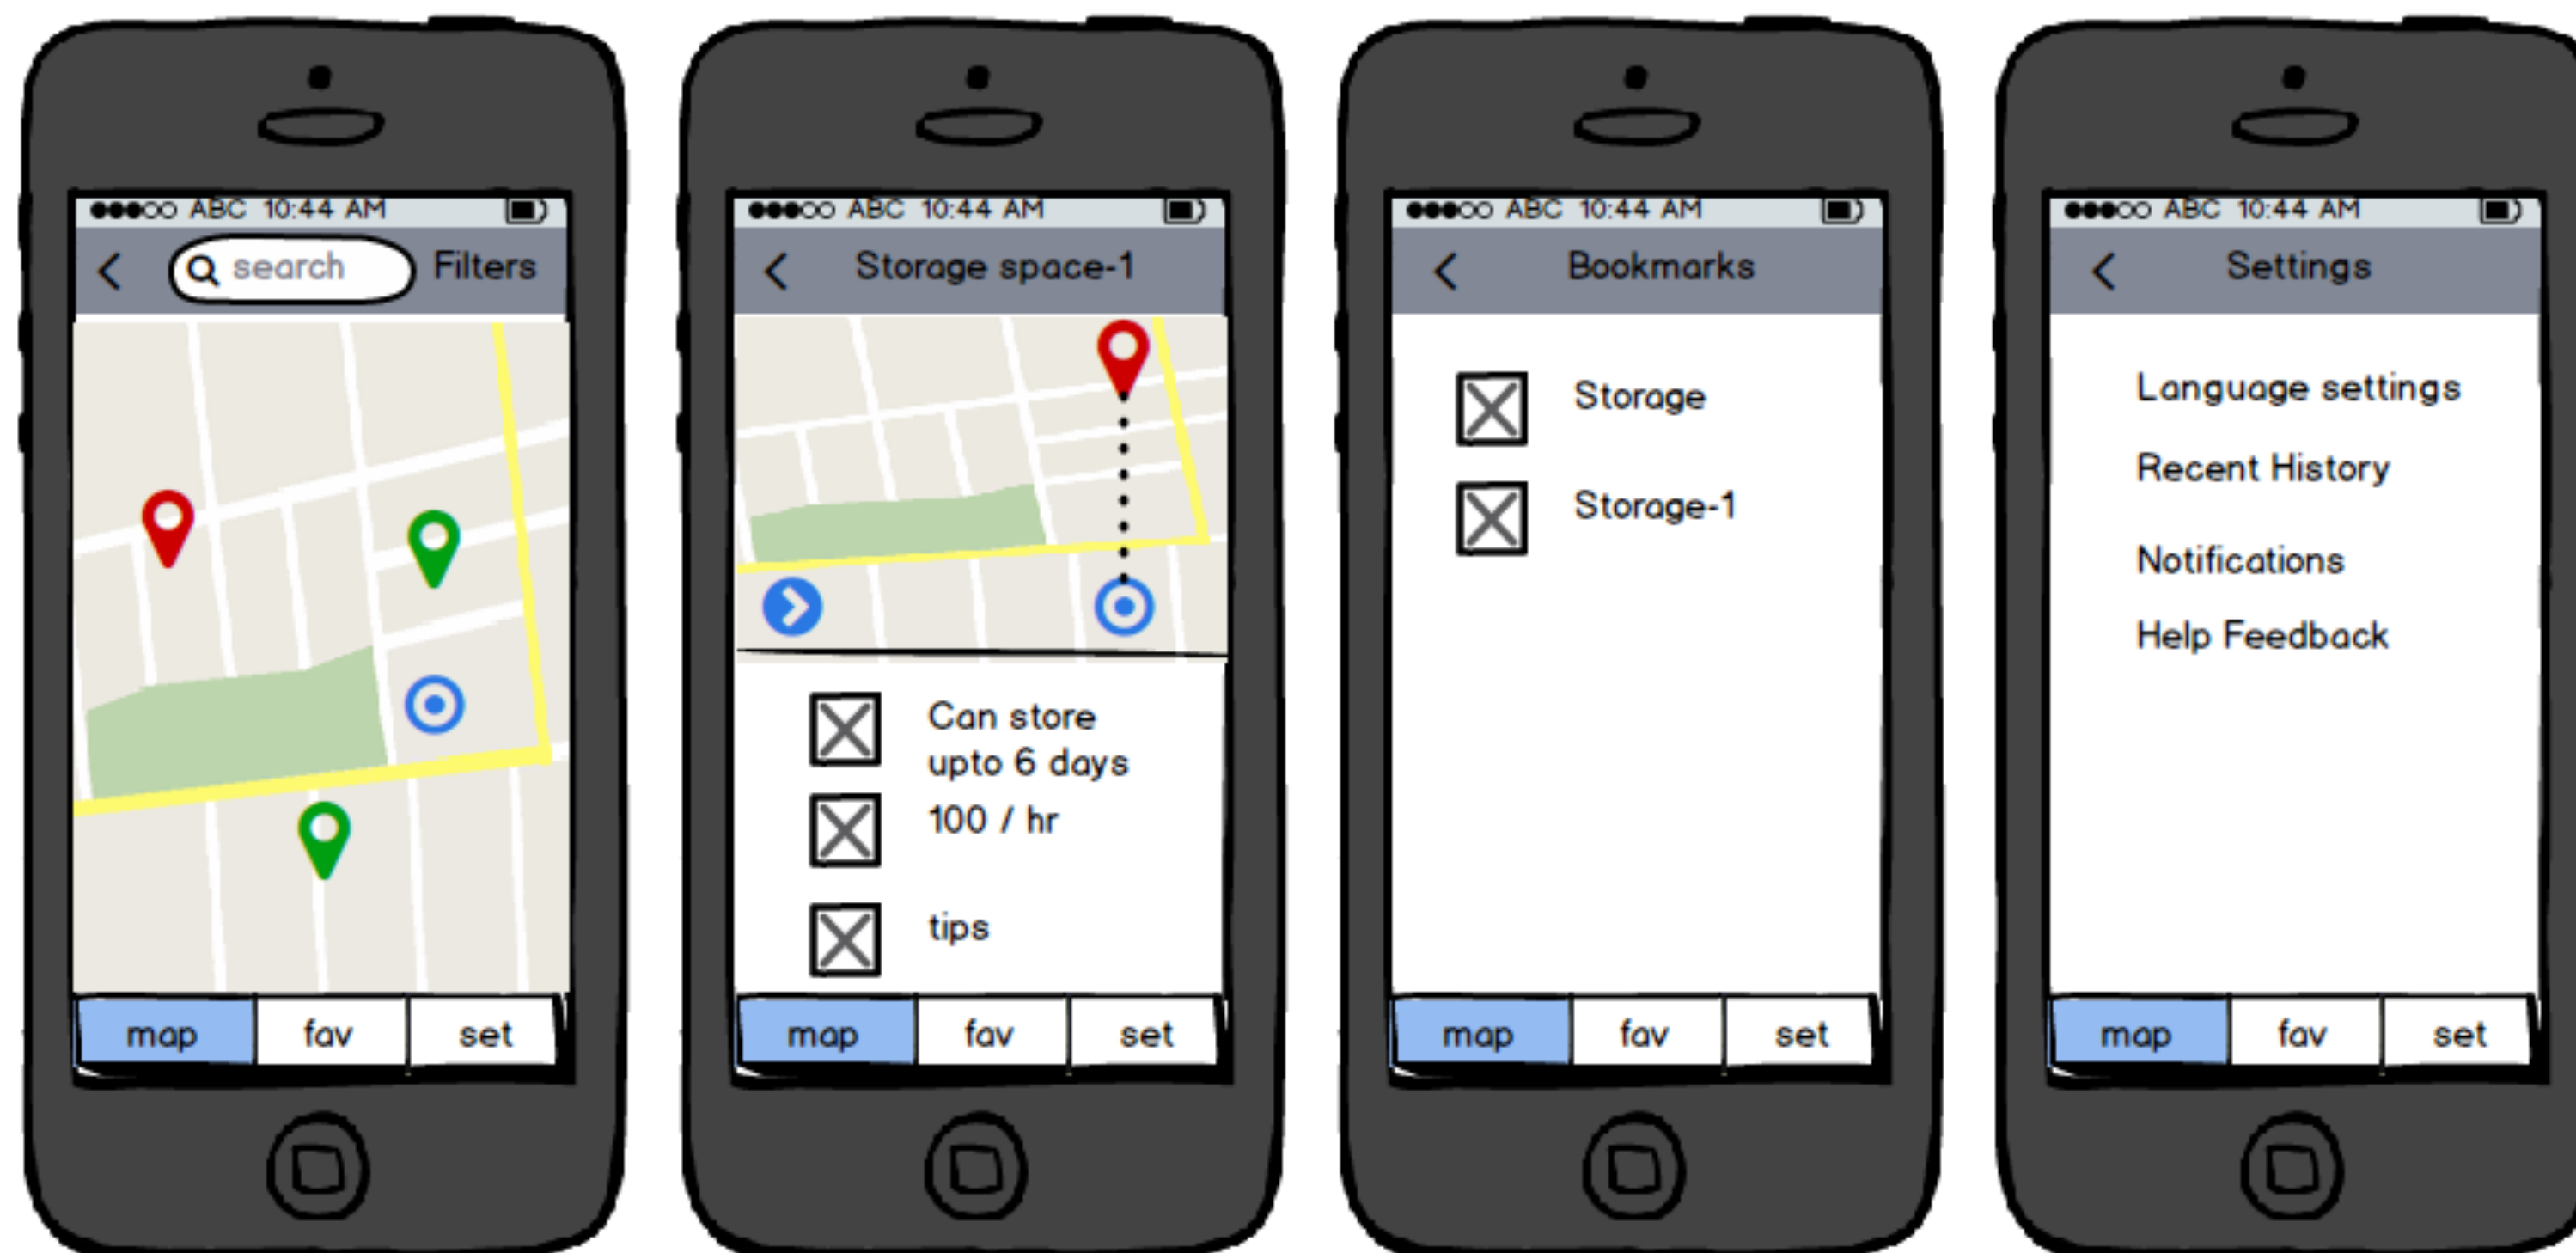 ABC 10:44 AM
search Filters
map fav set
ABC 10:44 AM
Storage space-1
Can store
upto 6 days
100 / hr
tips
map fav set
ABC 10:44 AM
Bookmarks
Storage
Storage-1
map fav set
ABC 10:44 AM
Settings
Language settings
Recent History
Notifications
Help Feedback
map fav set